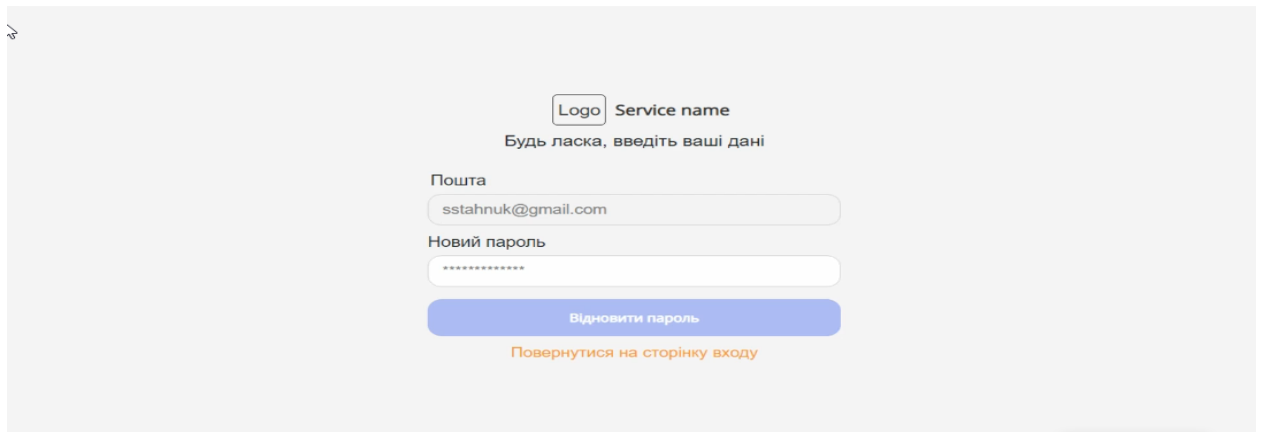 Logo Service name
Будь ласка, введіть ваші дані
Пошта
sstahnuk@gmail.com
Новий пароль
*************
Відновити пароль
Повернутися на сторінку входу